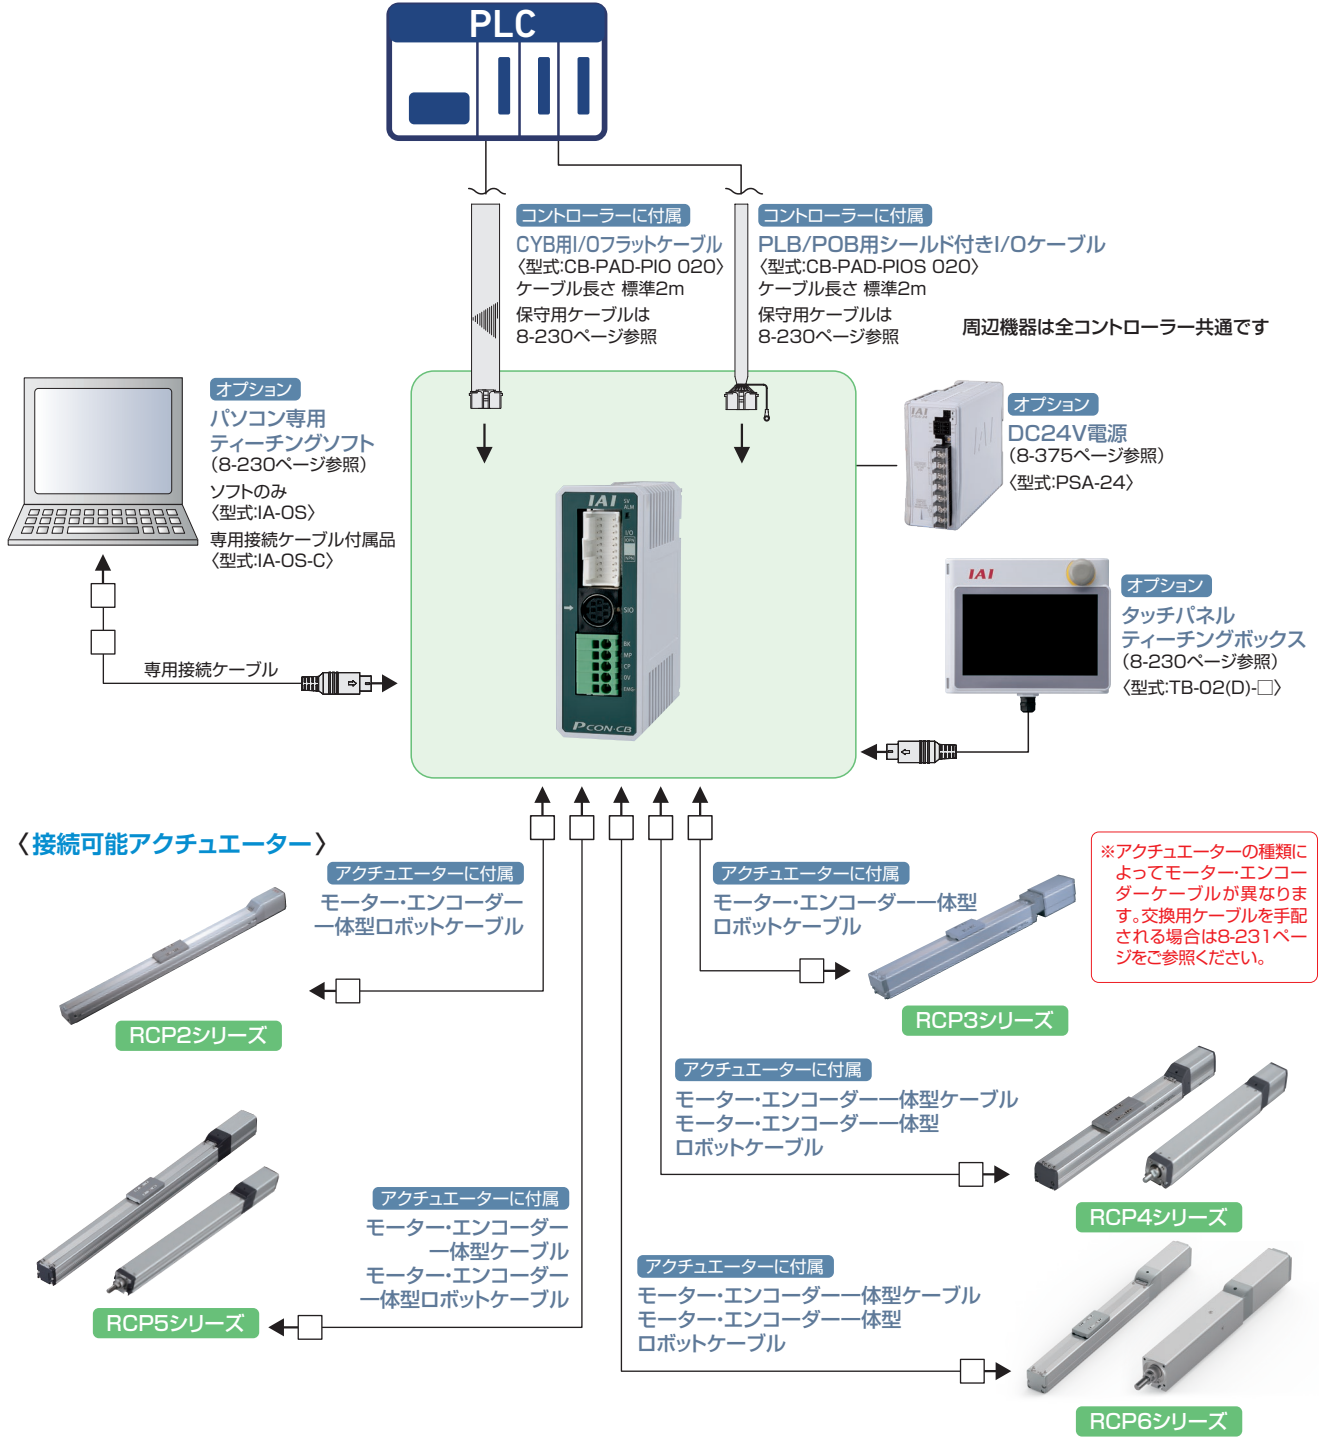 PLC
コントローラーに付属
CYB用I/Oフラットケーブル
〈型式:CB-PAD-PIO 020〉
ケーブル長さ 標準2m
保守用ケーブルは
8-230ページ参照
コントローラーに付属
PLB/POB用シールド付きI/Oケーブル
〈型式:CB-PAD-PIOS 020〉
ケーブル長さ 標準2m
保守用ケーブルは
8-230ページ参照
周辺機器は全コントローラー共通です
オプション
パソコン専用
ティーチングソフト
(8-230ページ参照)
ソフトのみ
〈型式:IA-OS〉
専用接続ケーブル付属品
〈型式:IA-OS-C〉
専用接続ケーブル
IAI
SV
ALM
I/O
SIO
BK
MP
CP
0V
EMG
PCON-CB
IAI
オプション
DC24V電源
(8-375ページ参照)
〈型式:PSA-24〉
IAI
オプション
タッチパネル
ティーチングボックス
(8-230ページ参照)
〈型式:TB-02(D)-□〉
〈接続可能アクチュエーター〉
アクチュエーターに付属
モーター・エンコーダー
一体型ロボットケーブル
RCP2シリーズ
アクチュエーターに付属
モーター・エンコーダー一体型
ロボットケーブル
RCP3シリーズ
※アクチュエーターの種類に
よってモーター・エンコー
ダーケーブルが異なりま
す。交換用ケーブルを手配
される場合は8-231ペー
ジをご参照ください。
アクチュエーターに付属
モーター・エンコーダー一体型ケーブル
モーター・エンコーダー一体型
ロボットケーブル
RCP4シリーズ
アクチュエーターに付属
モーター・エンコーダー
一体型ケーブル
モーター・エンコーダー
一体型ロボットケーブル
RCP5シリーズ
アクチュエーターに付属
モーター・エンコーダー一体型ケーブル
モーター・エンコーダー一体型
ロボットケーブル
RCP6シリーズ